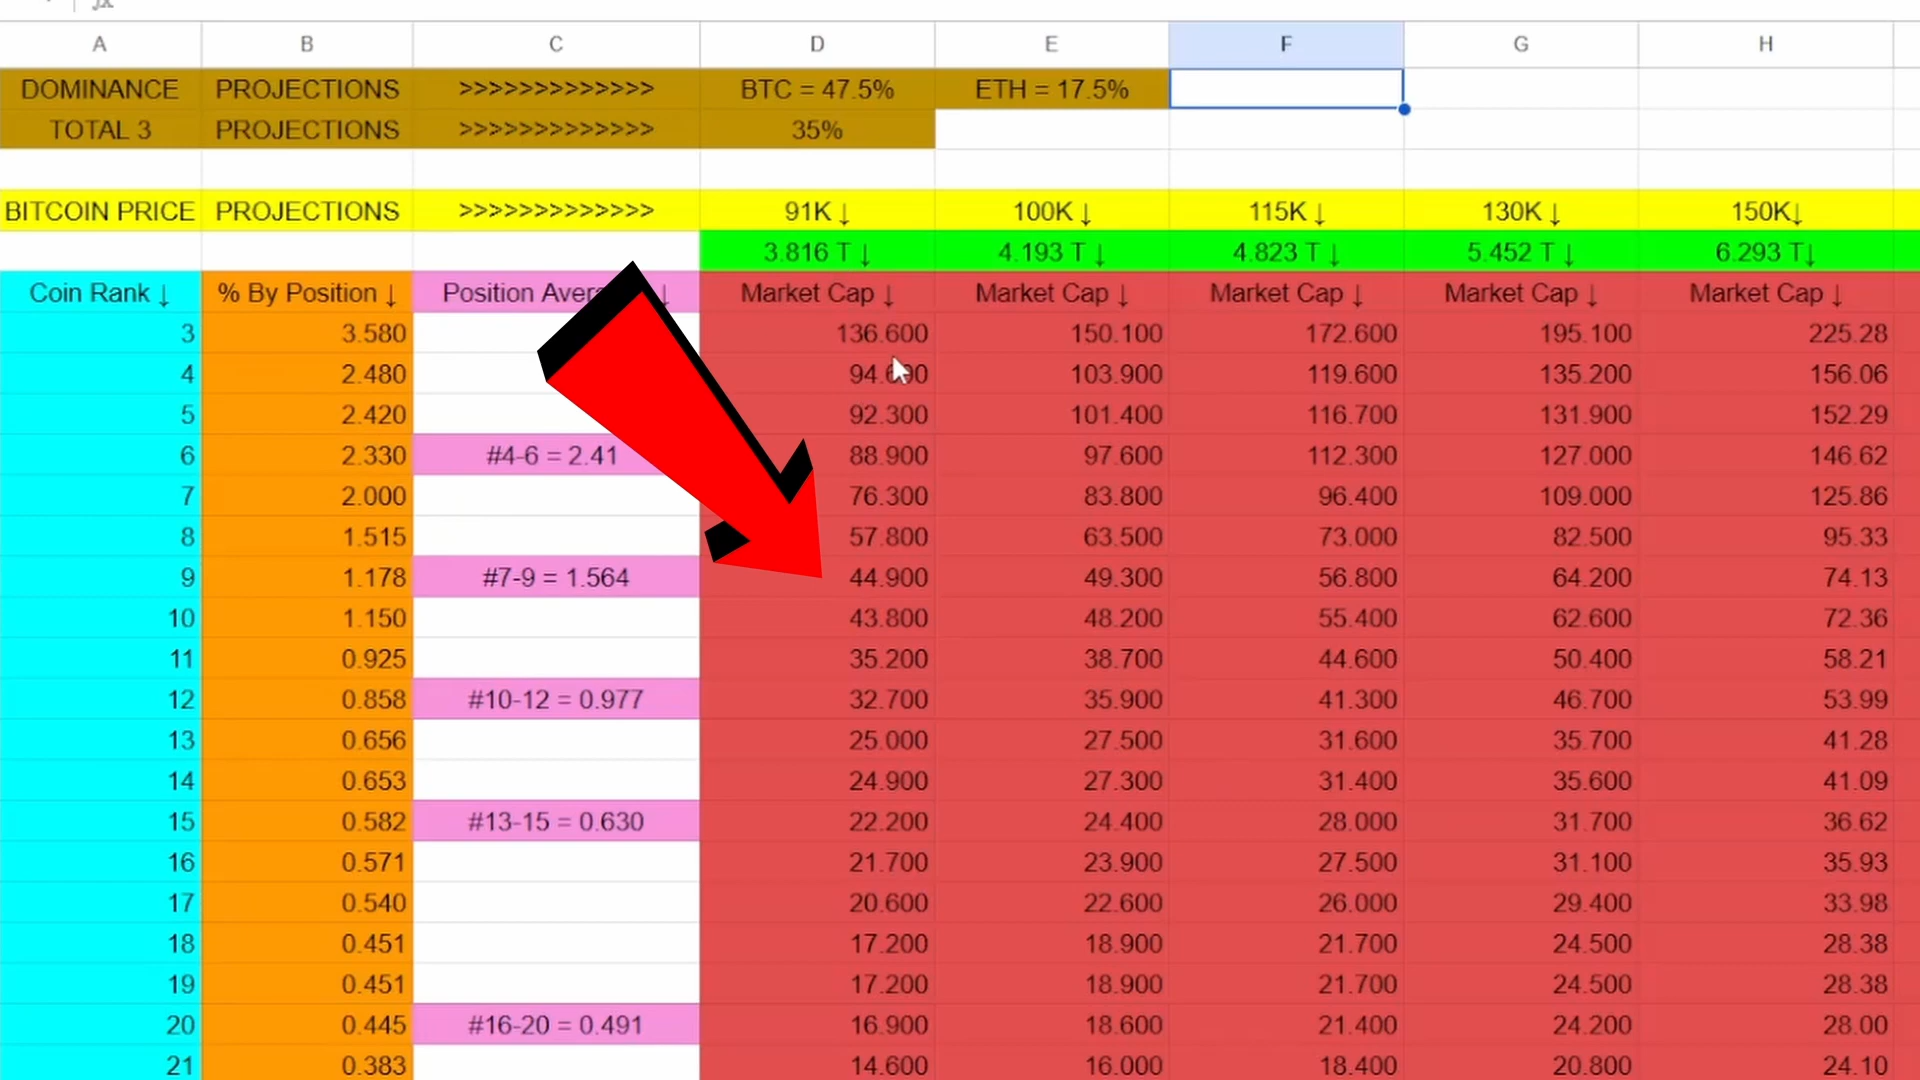 A B C D E F G H
DOMINANCE PROJECTIONS >>>>>>>>>>>>> BTC = 47.5% ETH = 17.5%
TOTAL 3 PROJECTIONS >>>>>>>>>>>>> 35%
BITCOIN PRICE PROJECTIONS >>>>>>>>>>>>> 91K ↓ 100K ↓ 115K ↓ 130K ↓ 150K↓
3.816 T ↓ 4.193 T ↓ 4.823 T ↓ 5.452 T ↓ 6.293 T↓
Coin Rank ↓ % By Position ↓ Position ↓ Market Cap ↓ Market Cap ↓ Market Cap ↓ Market Cap ↓ Market Cap ↓
3 3.580 136.600 150.100 172.600 195.100 225.28
4 2.480 103.900 119.600 135.200 156.06
5 2.420 92.300 101.400 116.700 131.900 152.29
6 2.330 #4-6 = 2.41 88.900 97.600 112.300 127.000 146.62
7 2.000 76.300 83.800 96.400 109.000 125.86
8 1.515 57.800 63.500 73.000 82.500 95.33
9 1.178 #7-9 = 1.564 44.900 49.300 56.800 64.200 74.13
10 1.150 43.800 48.200 55.400 62.600 72.36
11 0.925 35.200 38.700 44.600 50.400 58.21
12 0.858 #10-12 = 0.977 32.700 35.900 41.300 46.700 53.99
13 0.656 25.000 27.500 31.600 35.700 41.28
14 0.653 24.900 27.300 31.400 35.600 41.09
15 0.582 #13-15 = 0.630 22.200 24.400 28.000 31.700 36.62
16 0.571 21.700 23.900 27.500 31.100 35.93
17 0.540 20.600 22.600 26.000 29.400 33.98
18 0.451 17.200 18.900 21.700 24.500 28.38
19 0.451 17.200 18.900 21.700 24.500 28.38
20 0.445 #16-20 = 0.491 16.900 18.600 21.400 24.200 28.00
21 0.383 14.600 16.000 18.400 20.800 24.10